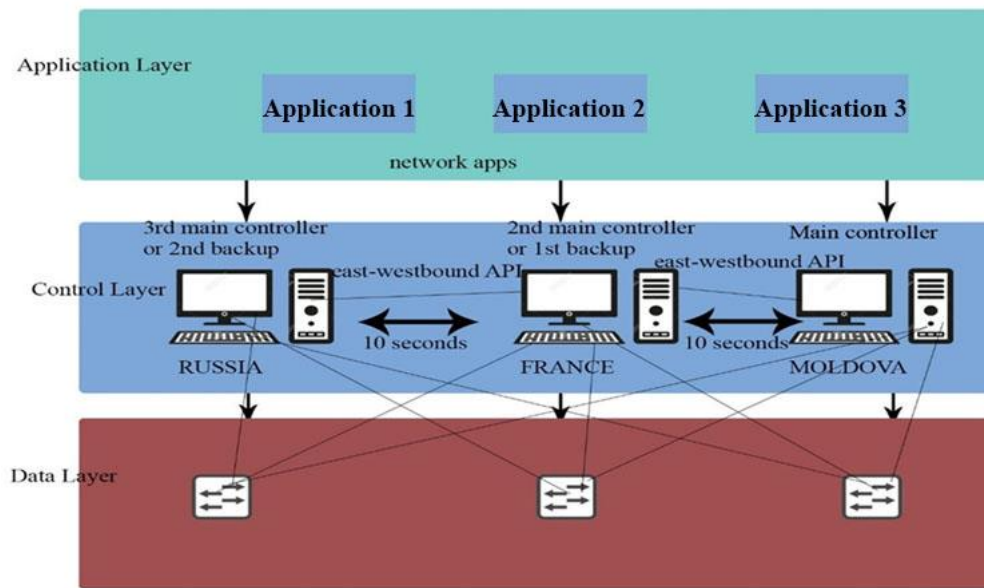 Application Layer
Application 1
Application 2
Application 3
network apps
3rd main controller
or 2nd backup
2nd main controller
or 1st backup
Main controller
east-westbound API
east-westbound API
Control Layer
10 seconds
10 seconds
RUSSIA
FRANCE
MOLDOVA
Data Layer